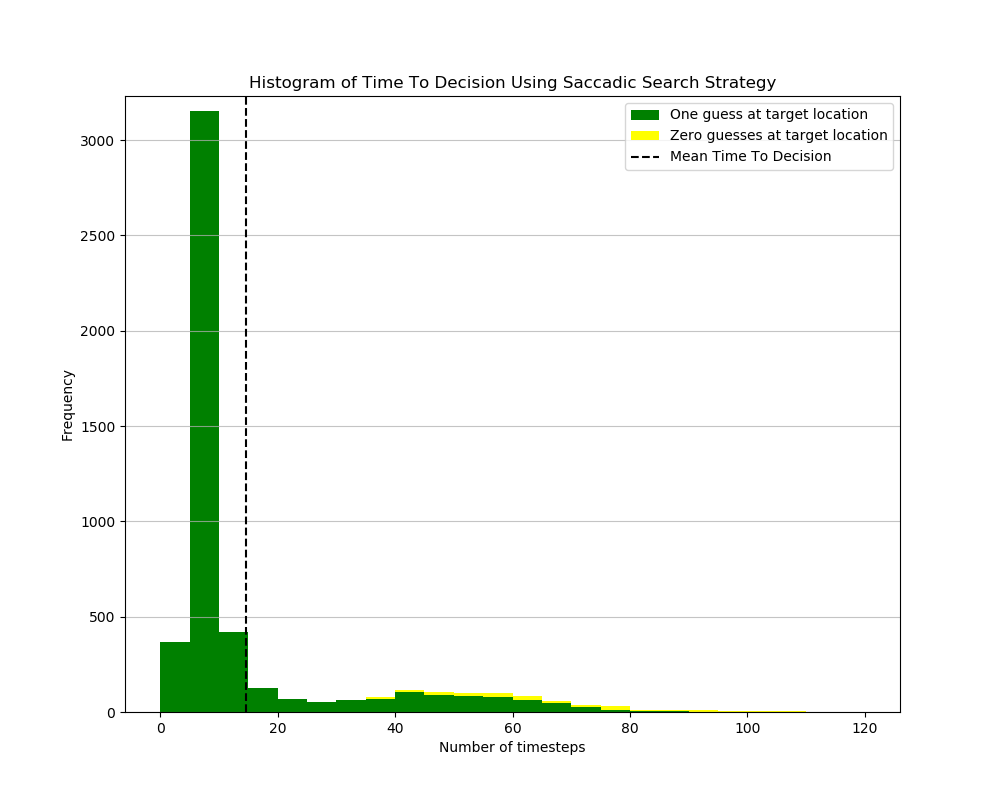 Histogram of Time To Decision Using Saccadic Search Strategy
One guess at target location
Zero guesses at target location
Mean Time To Decision
3000
2500
2000
1500
1000
500
0
Frequency
0 20 40 60 80 100 120
Number of timesteps